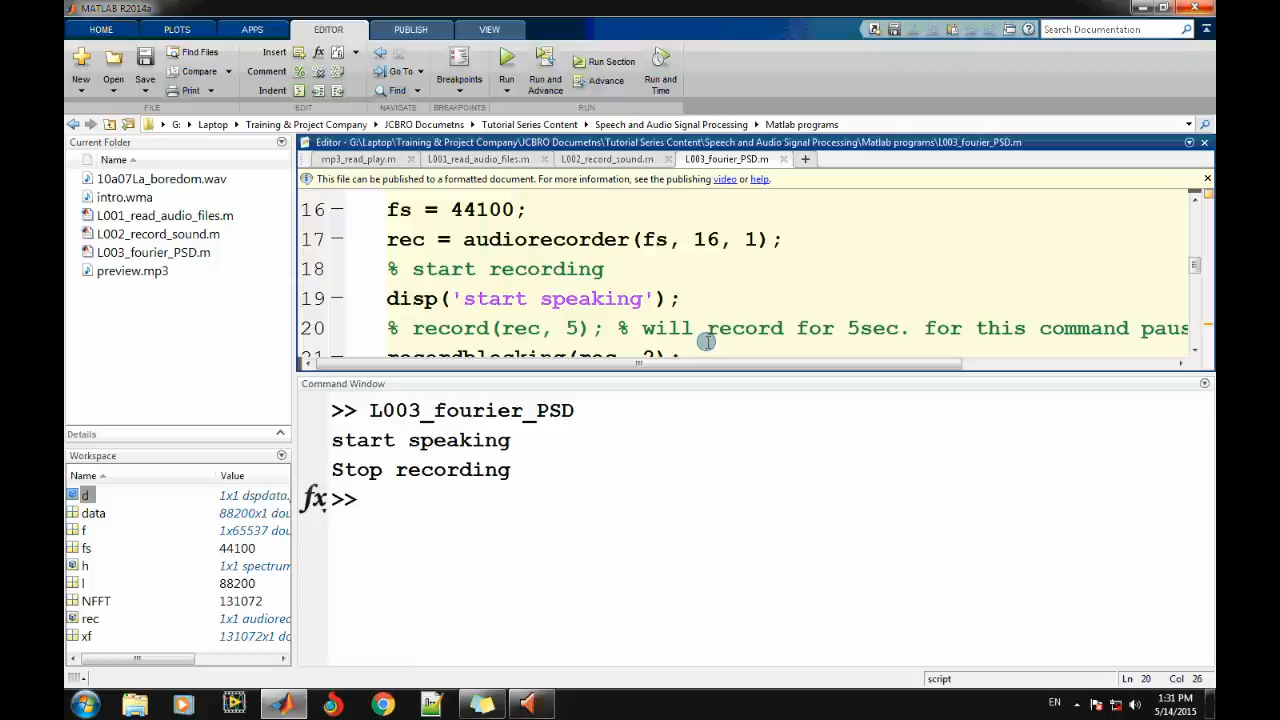 MATLAB R2014a
HOME PLOTS APPS EDITOR PUBLISH VIEW Search Documentation
New Open Save Find Files Compare Print Insert Comment Indent Go To Find Breakpoints Run Run and Advance Run Section Advance Run and Time
FILE EDIT NAVIGATE BREAKPOINTS RUN
G: Laptop Training & Project Company JCBRO Documetns Tutorial Series Content Speech and Audio Signal Processing Matlab programs
Current Folder
Name
10a07La_boredom.wav
intro.wma
L001_read_audio_files.m
L002_record_sound.m
L003_fourier_PSD.m
preview.mp3
Details
Workspace
Name Value
d 1x1 dspdata.
data 88200x1 dou
f 1x65537 dou
fs 44100
h 1x1 spectrum
l 88200
NFFT 131072
rec 1x1 audiorec
xf 131072x1 do
Editor - G:\Laptop\Training & Project Company\JCBRO Documetns\Tutorial Series Content\Speech and Audio Signal Processing\Matlab programs\L003_fourier_PSD.m
mp3_read_play.m L001_read_audio_files.m L002_record_sound.m L003_fourier_PSD.m
This file can be published to a formatted document. For more information, see the publishing video or help.
16 fs = 44100;
17 rec = audiorecorder(fs, 16, 1);
18 % start recording
19 disp('start speaking');
20 % record(rec, 5); % will record for 5sec. for this command paus
21 recordblocking(rec, 2);
Command Window
>> L003_fourier_PSD
start speaking
Stop recording
fx >>
script Ln 20 Col 26
EN 1:31 PM
5/14/2015